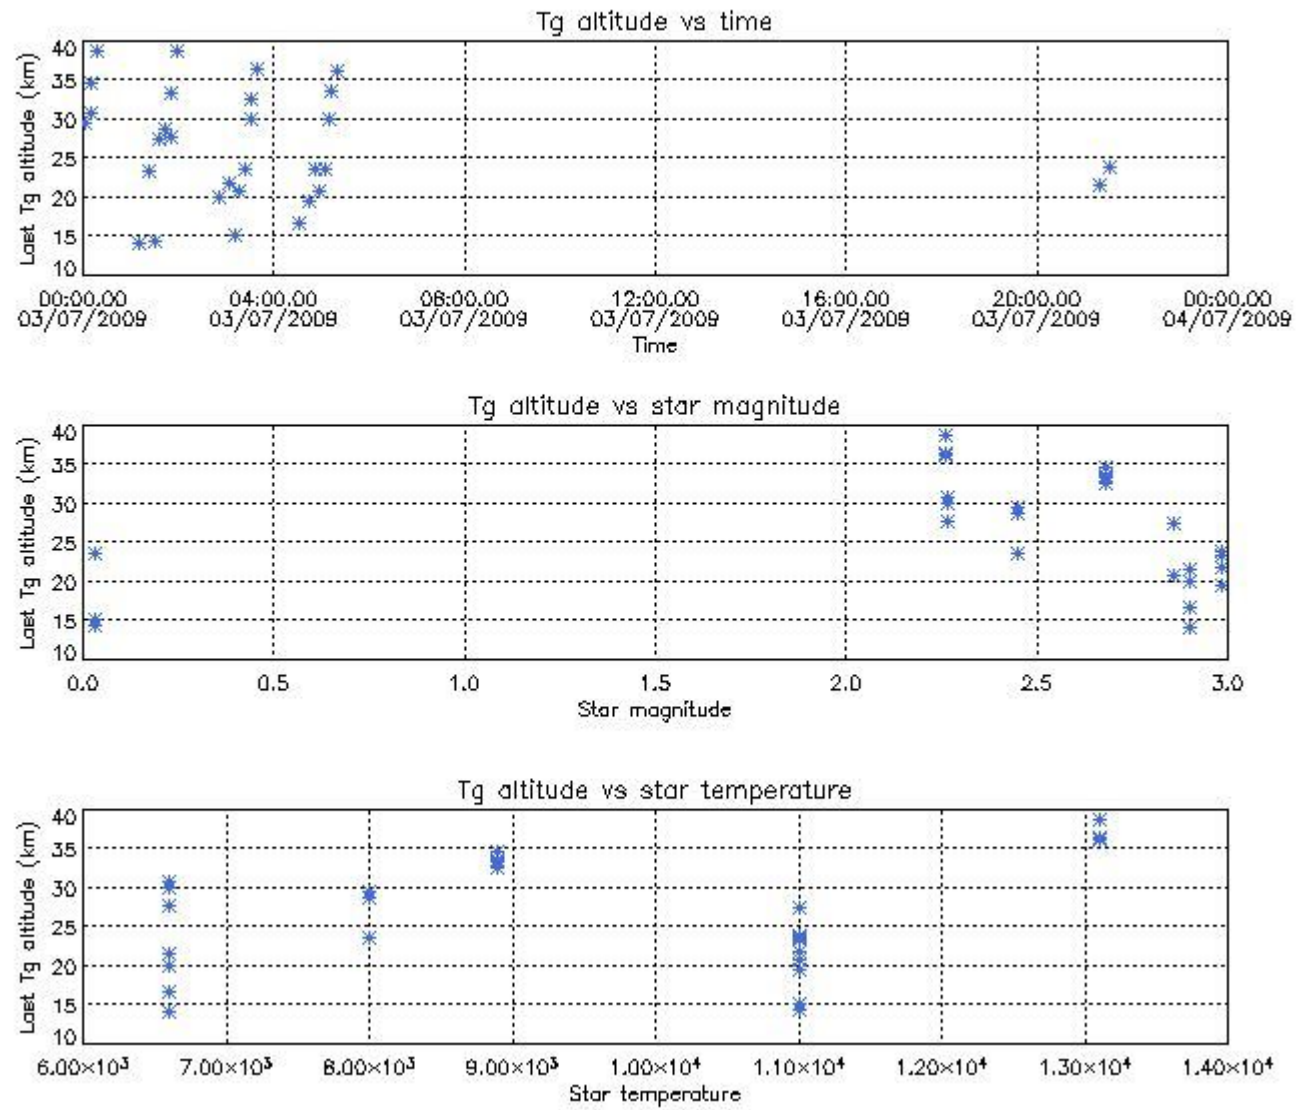 Tg altitude vs time
Last Tg altitude (km)
40
35
30
25
20
15
10
00:00.00 04:00.00 08:00.00 12:00.00 16:00.00 20:00.00 00:00.00
03/07/2009 03/07/2009 03/07/2009 03/07/2009 03/07/2009 03/07/2009 04/07/2009
Time
Tg altitude vs star magnitude
Last Tg altitude (km)
40
35
30
25
20
15
10
0.0 0.5 1.0 1.5 2.0 2.5 3.0
Star magnitude
Tg altitude vs star temperature
Last Tg altitude (km)
40
35
30
25
20
15
10
6.00×10³ 7.00×10³ 8.00×10³ 9.00×10³ 1.00×10⁴ 1.10×10⁴ 1.20×10⁴ 1.30×10⁴ 1.40×10⁴
Star temperature